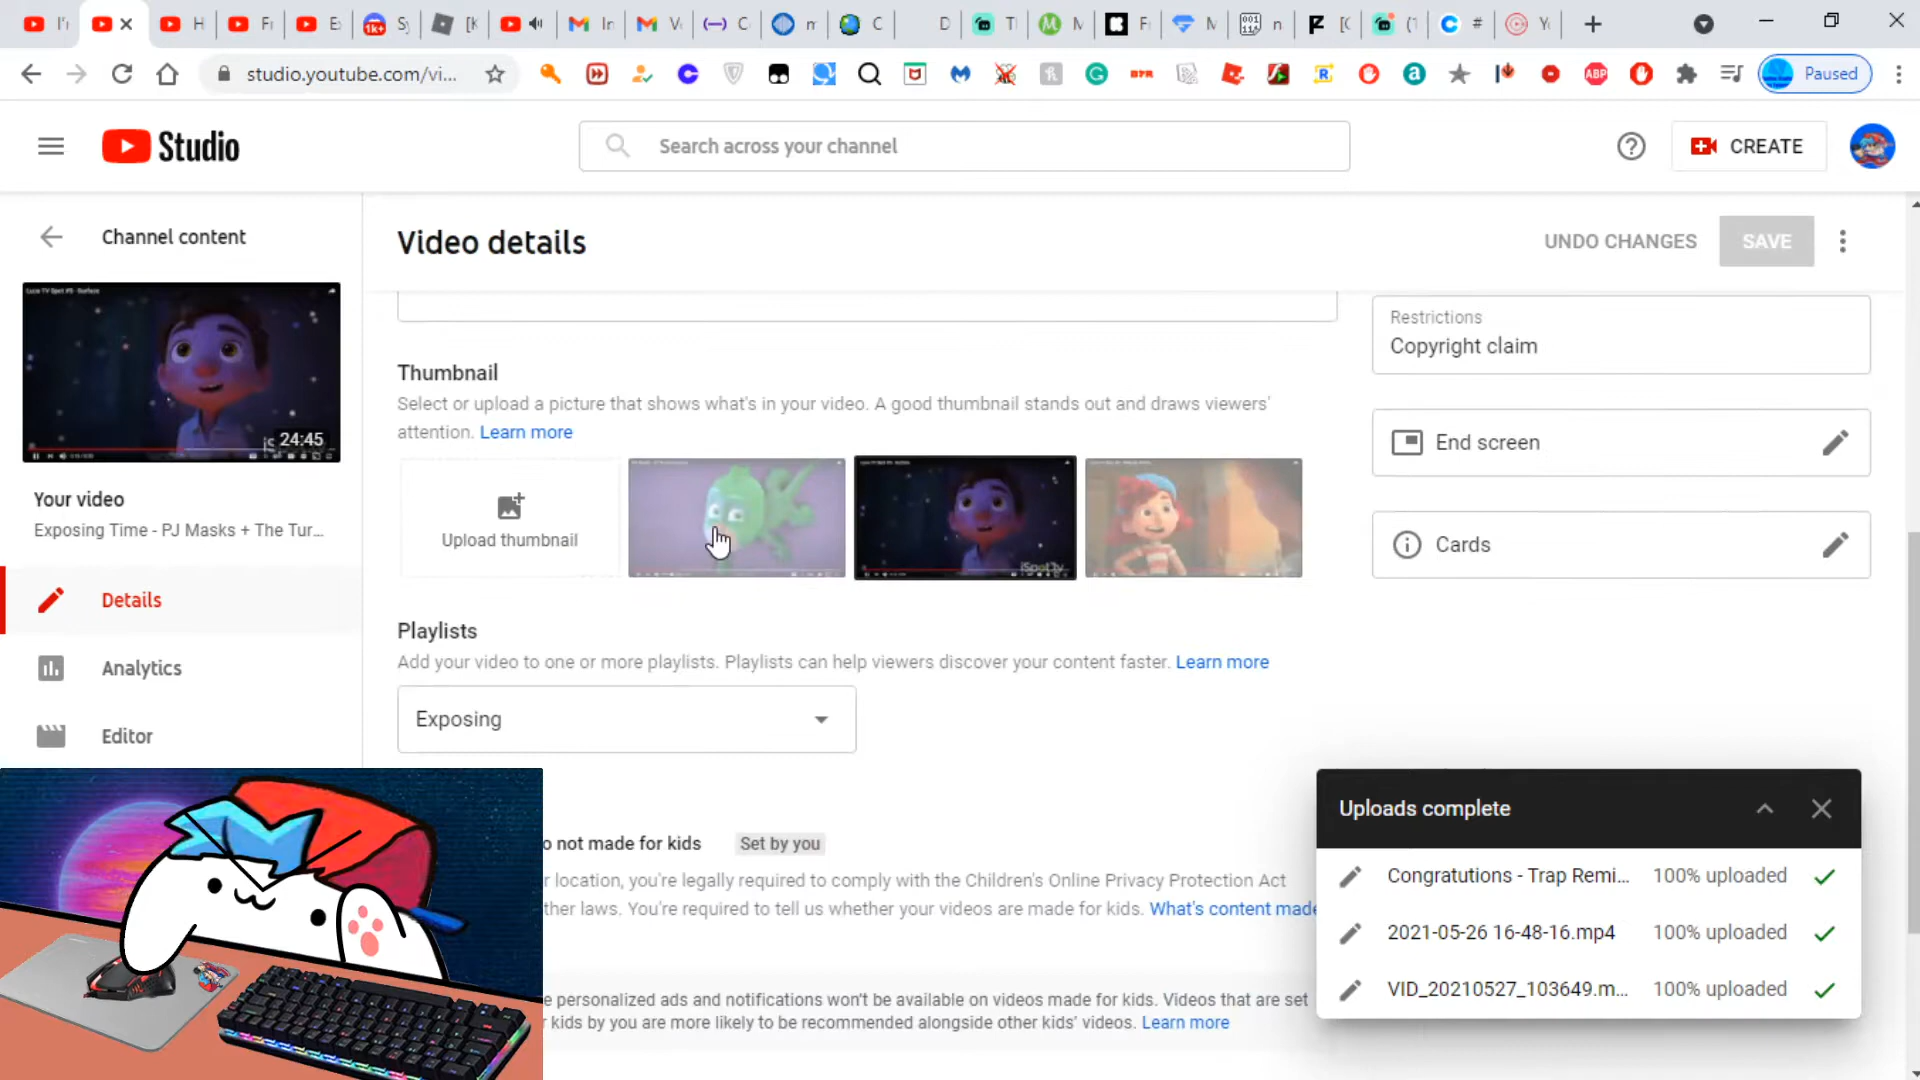 studio.youtube.com/vi...
Paused
Studio
Search across your channel
CREATE
Channel content
Video details
UNDO CHANGES
SAVE
Restrictions
Copyright claim
Thumbnail
Select or upload a picture that shows what's in your video. A good thumbnail stands out and draws viewers'
attention. Learn more
24:45
Upload thumbnail
iSpot.tv
End screen
Cards
Your video
Exposing Time - PJ Masks + The Tur...
Details
Playlists
Add your video to one or more playlists. Playlists can help viewers discover your content faster. Learn more
Analytics
Exposing
Editor
Uploads complete
o not made for kids
Set by you
Congratutions - Trap Remi...
100% uploaded
r location, you're legally required to comply with the Children's Online Privacy Protection Act
ther laws. You're required to tell us whether your videos are made for kids. What's content made
2021-05-26 16-48-16.mp4
100% uploaded
VID_20210527_103649.m...
100% uploaded
e personalized ads and notifications won't be available on videos made for kids. Videos that are set
kids by you are more likely to be recommended alongside other kids' videos. Learn more